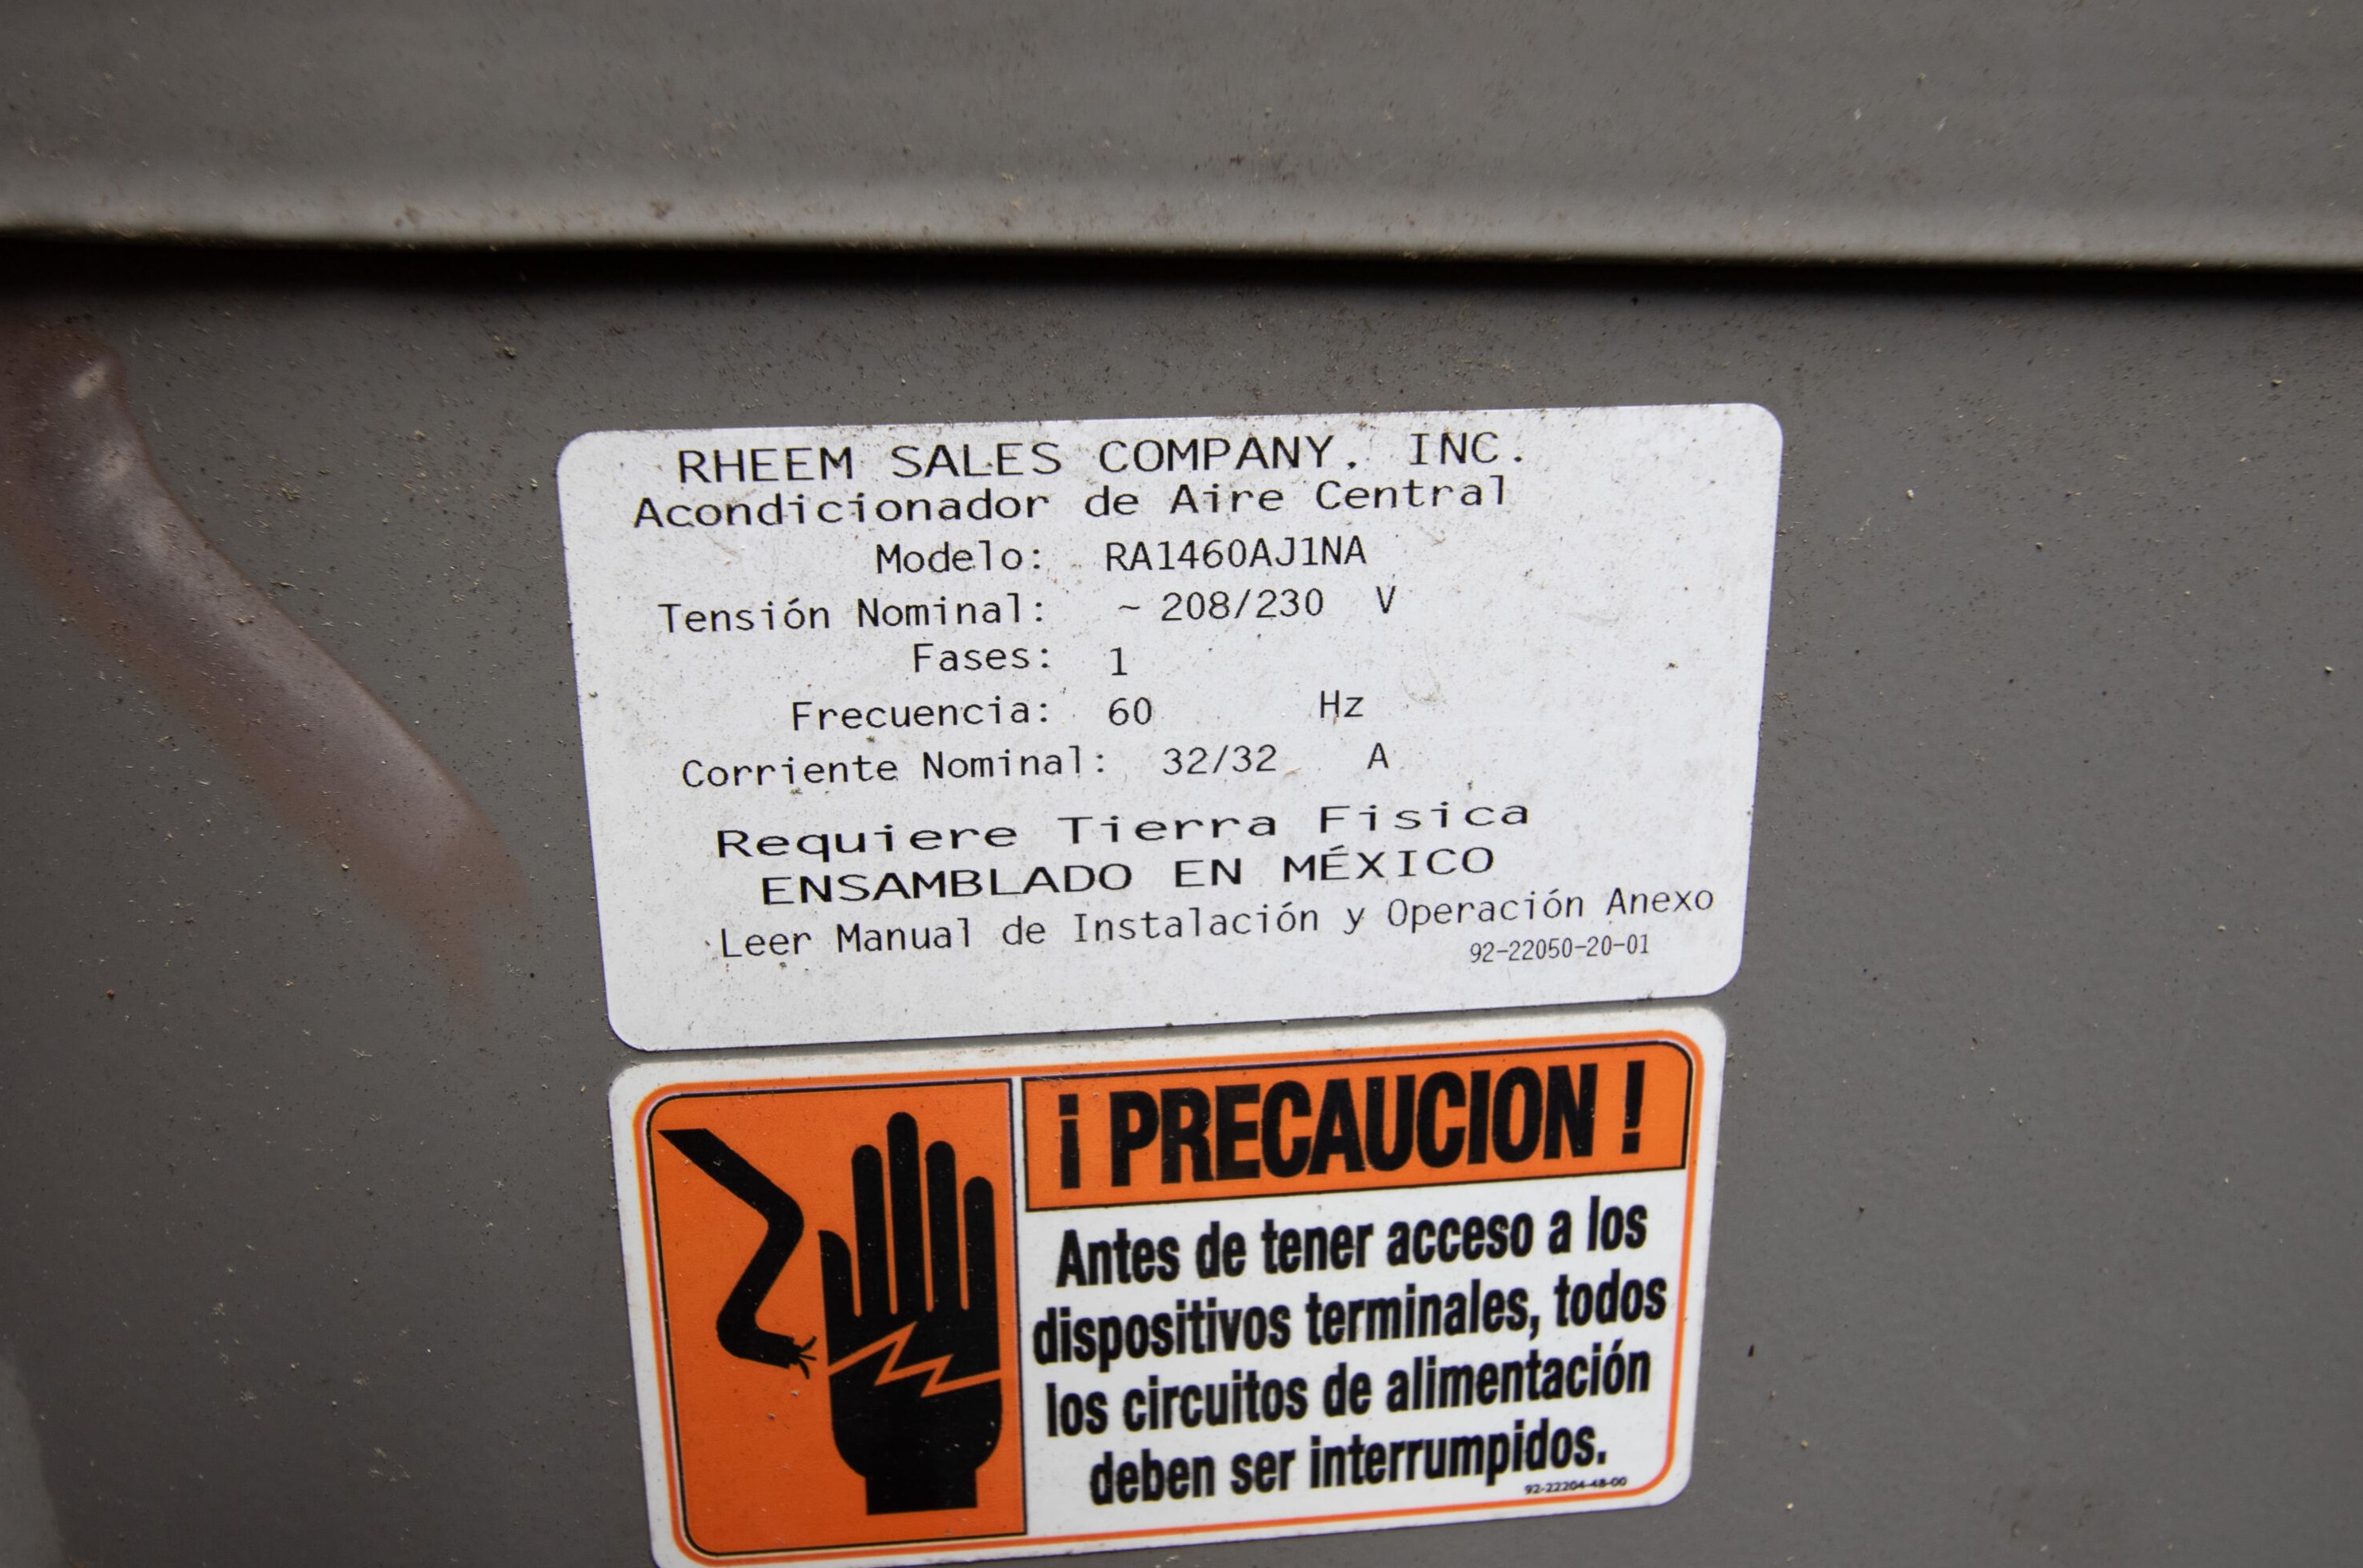 RHEEM SALES COMPANY, INC.
Acondicionador de Aire Central
Modelo: RA1460AJ1NA
Tensión Nominal: ~ 208/230 V
Fases: 1
Frecuencia: 60 Hz
Corriente Nominal: 32/32 A
Requiere Tierra Fisica
ENSAMBLADO EN MÉXICO
Leer Manual de Instalación y Operación Anexo
92-22050-20-01
¡ PRECAUCION !
Antes de tener acceso a los
dispositivos terminales, todos
los circuitos de alimentación
deben ser interrumpidos.
92-22204-48-00